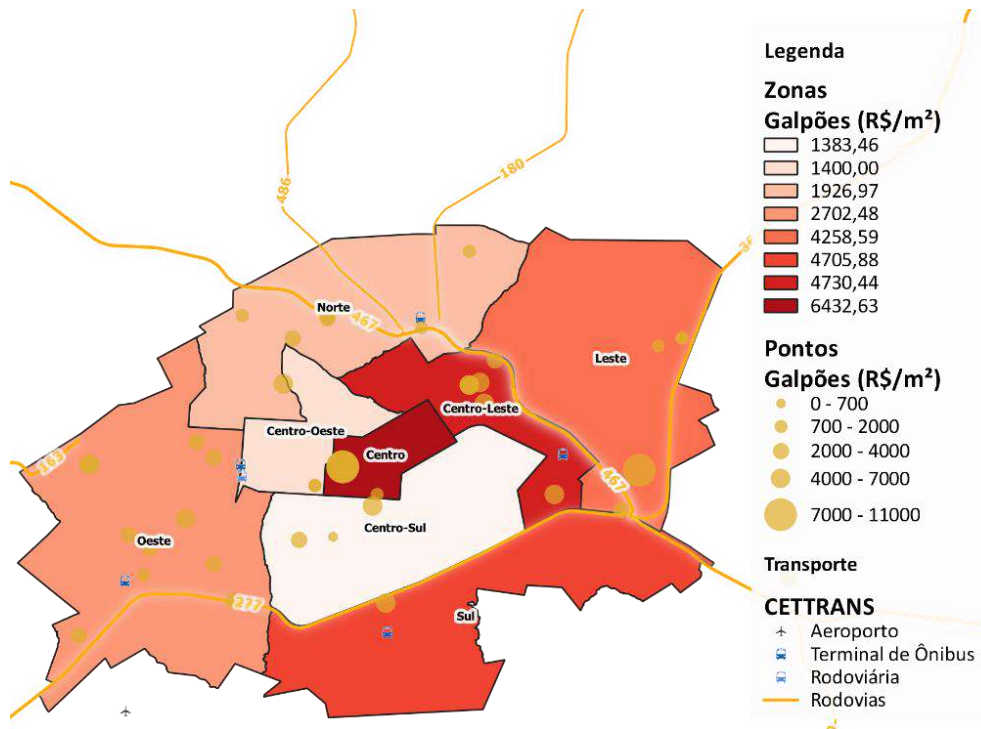 486
180
Norte
467
Leste
Centro-Leste
Centro-Oeste
Centro
163
467
Centro-Sul
Oeste
277
Sul
Legenda
Zonas
Galpões (R$/m²)
1383,46
1400,00
1926,97
2702,48
4258,59
4705,88
4730,44
6432,63
Pontos
Galpões (R$/m²)
0 - 700
700 - 2000
2000 - 4000
4000 - 7000
7000 - 11000
Transporte
CETTRANS
Aeroporto
Terminal de Ônibus
Rodoviária
Rodovias